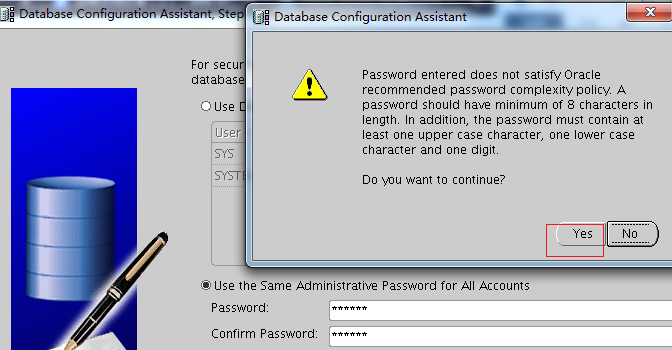 Database Configuration Assistant, Step
Database Configuration Assistant
For secur
database
Use D
User
SYS
SYSTE
Password entered does not satisfy Oracle
recommended password complexity policy. A
password should have minimum of 8 characters in
length. In addition, the password must contain at
least one upper case character, one lower case
character and one digit.
Do you want to continue?
Yes
No
Use the Same Administrative Password for All Accounts
Password:
******
Confirm Password:
******